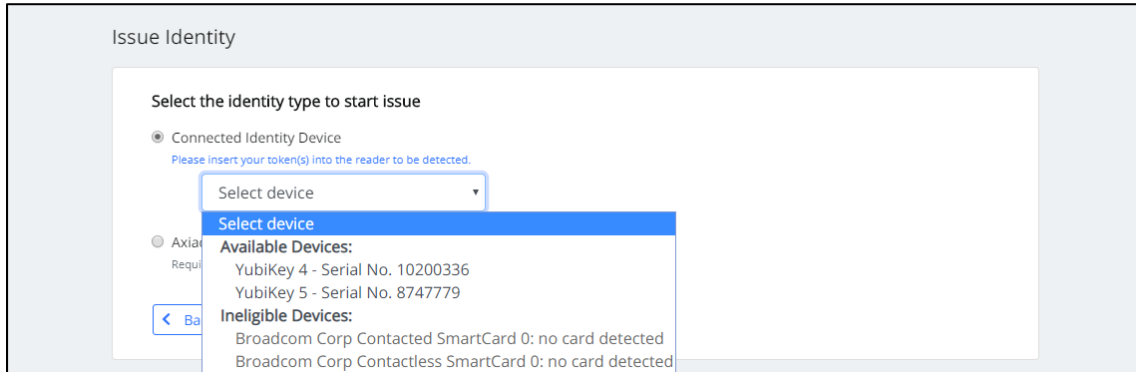 Issue Identity
Select the identity type to start issue
Connected Identity Device
Please insert your token(s) into the reader to be detected.
Select device
Select device
Available Devices:
YubiKey 4 - Serial No. 10200336
YubiKey 5 - Serial No. 8747779
Ineligible Devices:
Broadcom Corp Contacted SmartCard 0: no card detected
Broadcom Corp Contactless SmartCard 0: no card detected